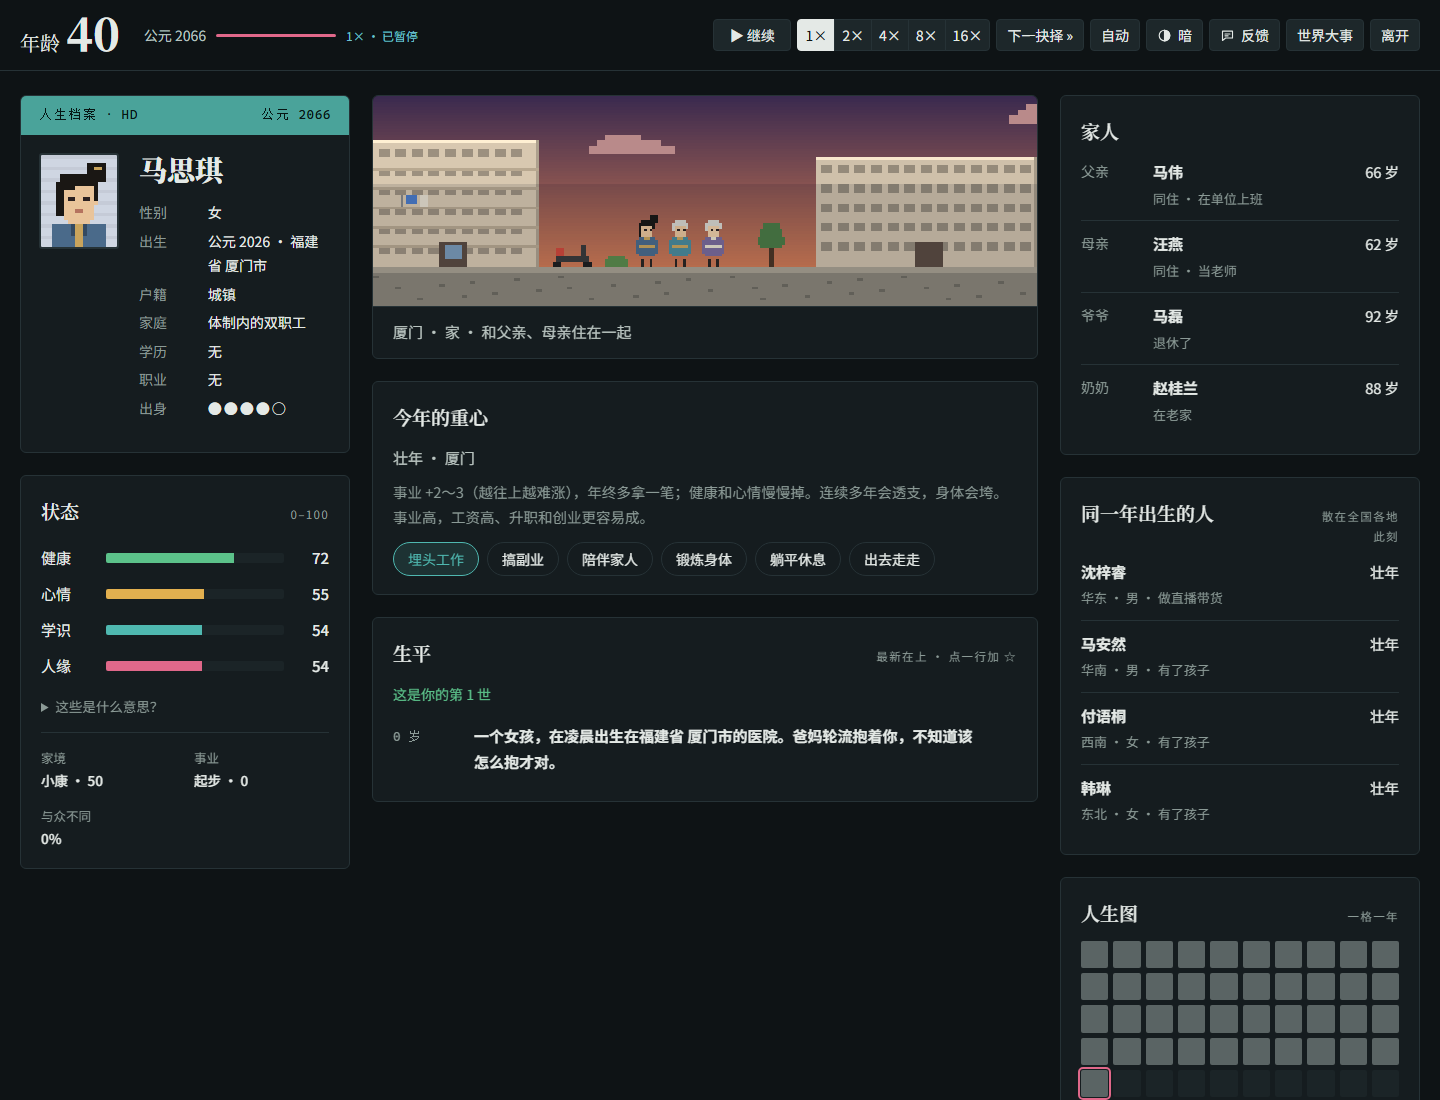 年龄 40 公元 2066 1× · 已暂停 ▶ 继续 1× 2× 4× 8× 16× 下一抉择 » 自动 暗 反馈 世界大事 离开
人生档案 · HD 公元 2066
马思琪
性别 女
出生 公元 2026 · 福建
省 厦门市
户籍 城镇
家庭 体制内的双职工
学历 无
职业 无
出身 ●●●●○
状态 0–100
健康 72
心情 55
学识 54
人缘 54
▶ 这些是什么意思？
家境 事业
小康 · 50 起步 · 0
与众不同
0%
厦门 · 家 · 和父亲、母亲住在一起
今年的重心
壮年 · 厦门
事业 +2～3（越往上越难涨），年终多拿一笔；健康和心情慢慢掉。连续多年会透支，身体会垮。
事业高，工资高、升职和创业更容易成。
埋头工作 搞副业 陪伴家人 锻炼身体 躺平休息 出去走走
生平 最新在上 · 点一行加 ☆
这是你的第 1 世
0 岁 一个女孩，在凌晨出生在福建省 厦门市的医院。爸妈轮流抱着你，不知道该
怎么抱才对。
家人
父亲 马伟 66 岁
同住 · 在单位上班
母亲 汪燕 62 岁
同住 · 当老师
爷爷 马磊 92 岁
退休了
奶奶 赵桂兰 88 岁
在老家
同一年出生的人 散在全国各地
此刻
沈梓睿 壮年
华东 · 男 · 做直播带货
马安然 壮年
华南 · 男 · 有了孩子
付语桐 壮年
西南 · 女 · 有了孩子
韩琳 壮年
东北 · 女 · 有了孩子
人生图 一格一年